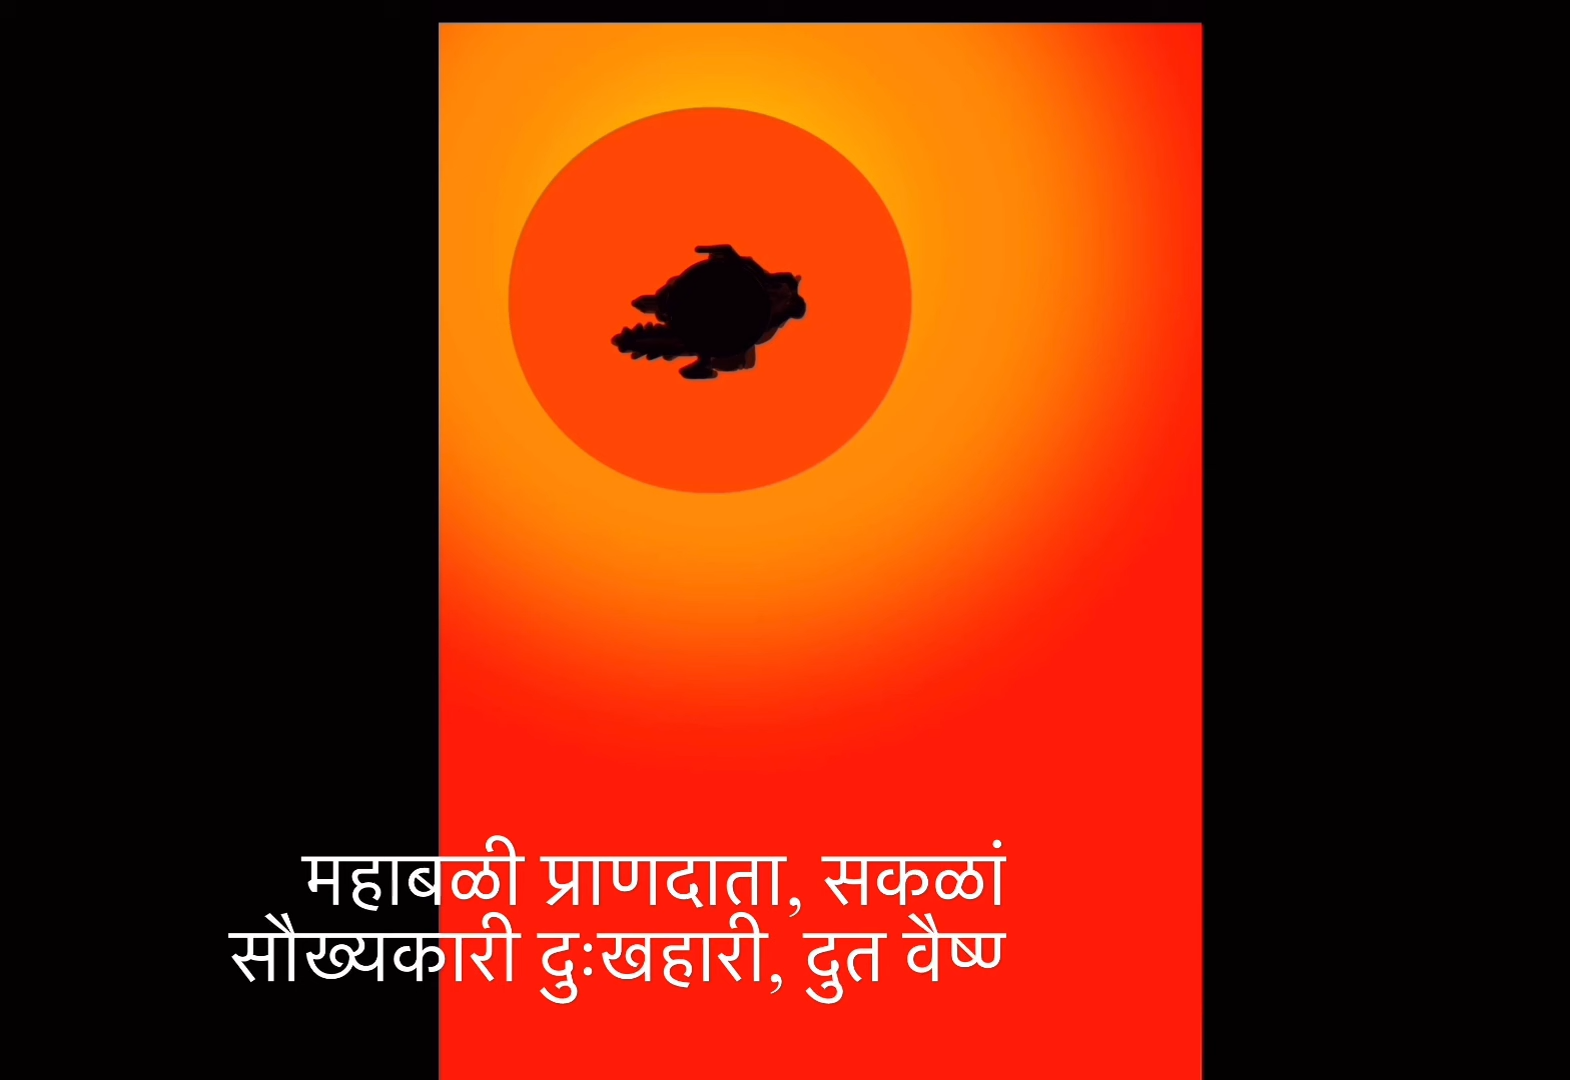 महाबळी प्राणदाता, सकळां
सौख्यकारी दुःखहारी, दुत वैष्ण